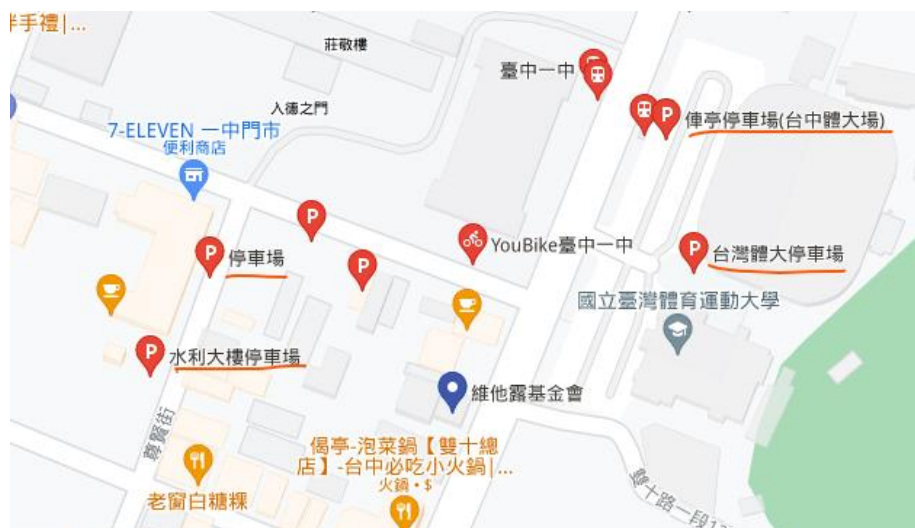 伴手禮|...
莊敬樓
臺中一中
入德之門
7-ELEVEN 一中門市
便利商店
俥亭停車場(台中體大場)
停車場
YouBike臺中一中
台灣體大停車場
國立臺灣體育運動大學
水利大樓停車場
維他露基金會
尊賢街
偈亭-泡菜鍋【雙十總
店】-台中必吃小火鍋|...
火鍋・$
老窗白糖粿
雙十路一段1
P
P
P
P
P
P